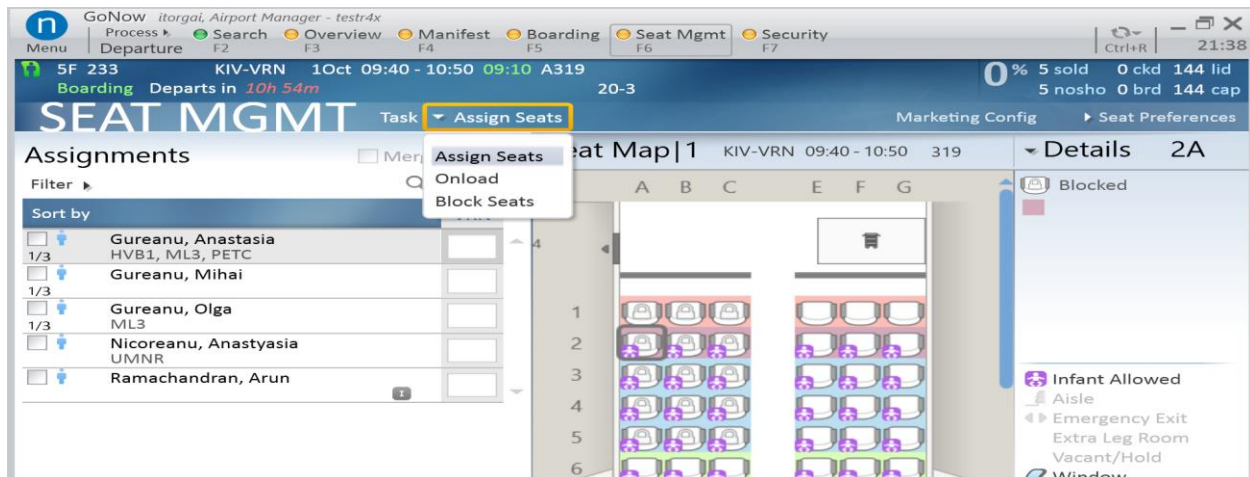 n
GoNow itorgai, Airport Manager - testr4x
Menu
Process Departure
Search F2
Overview F3
Manifest F4
Boarding F5
Seat Mgmt F6
Security F7
Ctrl+R
21:38
5F 233 KIV-VRN 1Oct 09:40 - 10:50 09:10 A319
0% 5 sold 0 ckd 144 lid
Boarding Departs in 10h 54m 20-3
5 nosho 0 brd 144 cap
SEAT MGMT Task Assign Seats Marketing Config Seat Preferences
Assign Seats
Onload
Block Seats
Assignments
Filter
Sort by
Gureanu, Anastasia
1/3 HVB1, ML3, PETC
Gureanu, Mihai
1/3
Gureanu, Olga
1/3 ML3
Nicoreanu, Anastyasia
UMNR
Ramachandran, Arun
I
Map|1 KIV-VRN 09:40 - 10:50 319
A B C E F G
4
1
2
3
4
5
6
Details 2A
Blocked
Infant Allowed
Aisle
Emergency Exit
Extra Leg Room
Vacant/Hold
Window